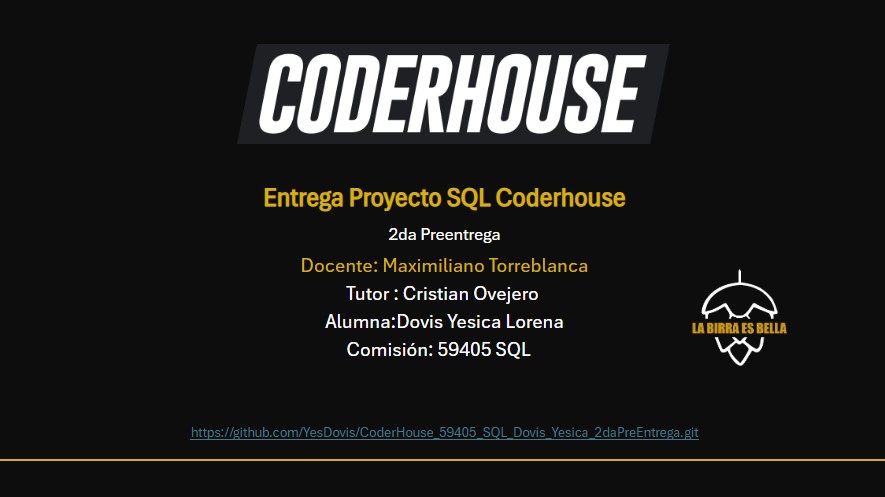 CODERHOUSE
Entrega Proyecto SQL Coderhouse
2da Preentrega
Docente: Maximiliano Torreblanca
Tutor : Cristian Ovejero
Alumna:Dovis Yesica Lorena
Comisión: 59405 SQL
LA BIRRA ES BELLA
https://github.com/YesDovis/CoderHouse_59405_SQL_Dovis_Yesica_2daPreEntrega.git